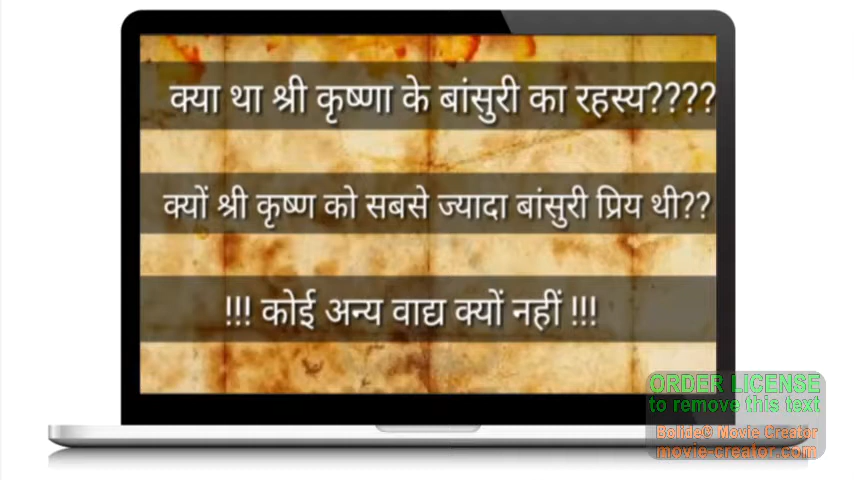 क्या था श्री कृष्णा के बांसुरी का रहस्य????
क्यों श्री कृष्ण को सबसे ज्यादा बांसुरी प्रिय थी??
!!! कोई अन्य वाद्य क्यों नहीं !!!
ORDER LICENSE
to remove this text
Bolide© Movie Creator
movie-creator.com